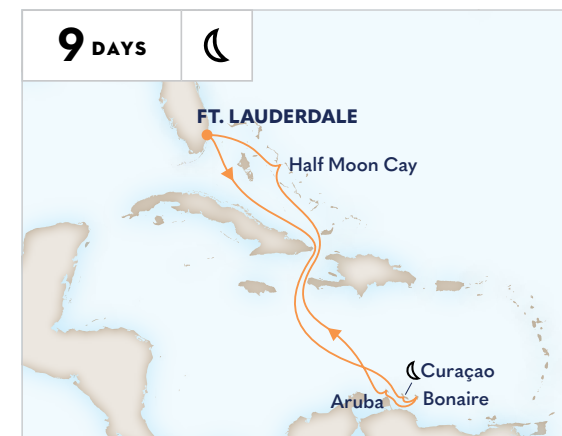 9 DAYS
FT. LAUDERDALE
Half Moon Cay
Curaçao
Aruba
Bonaire